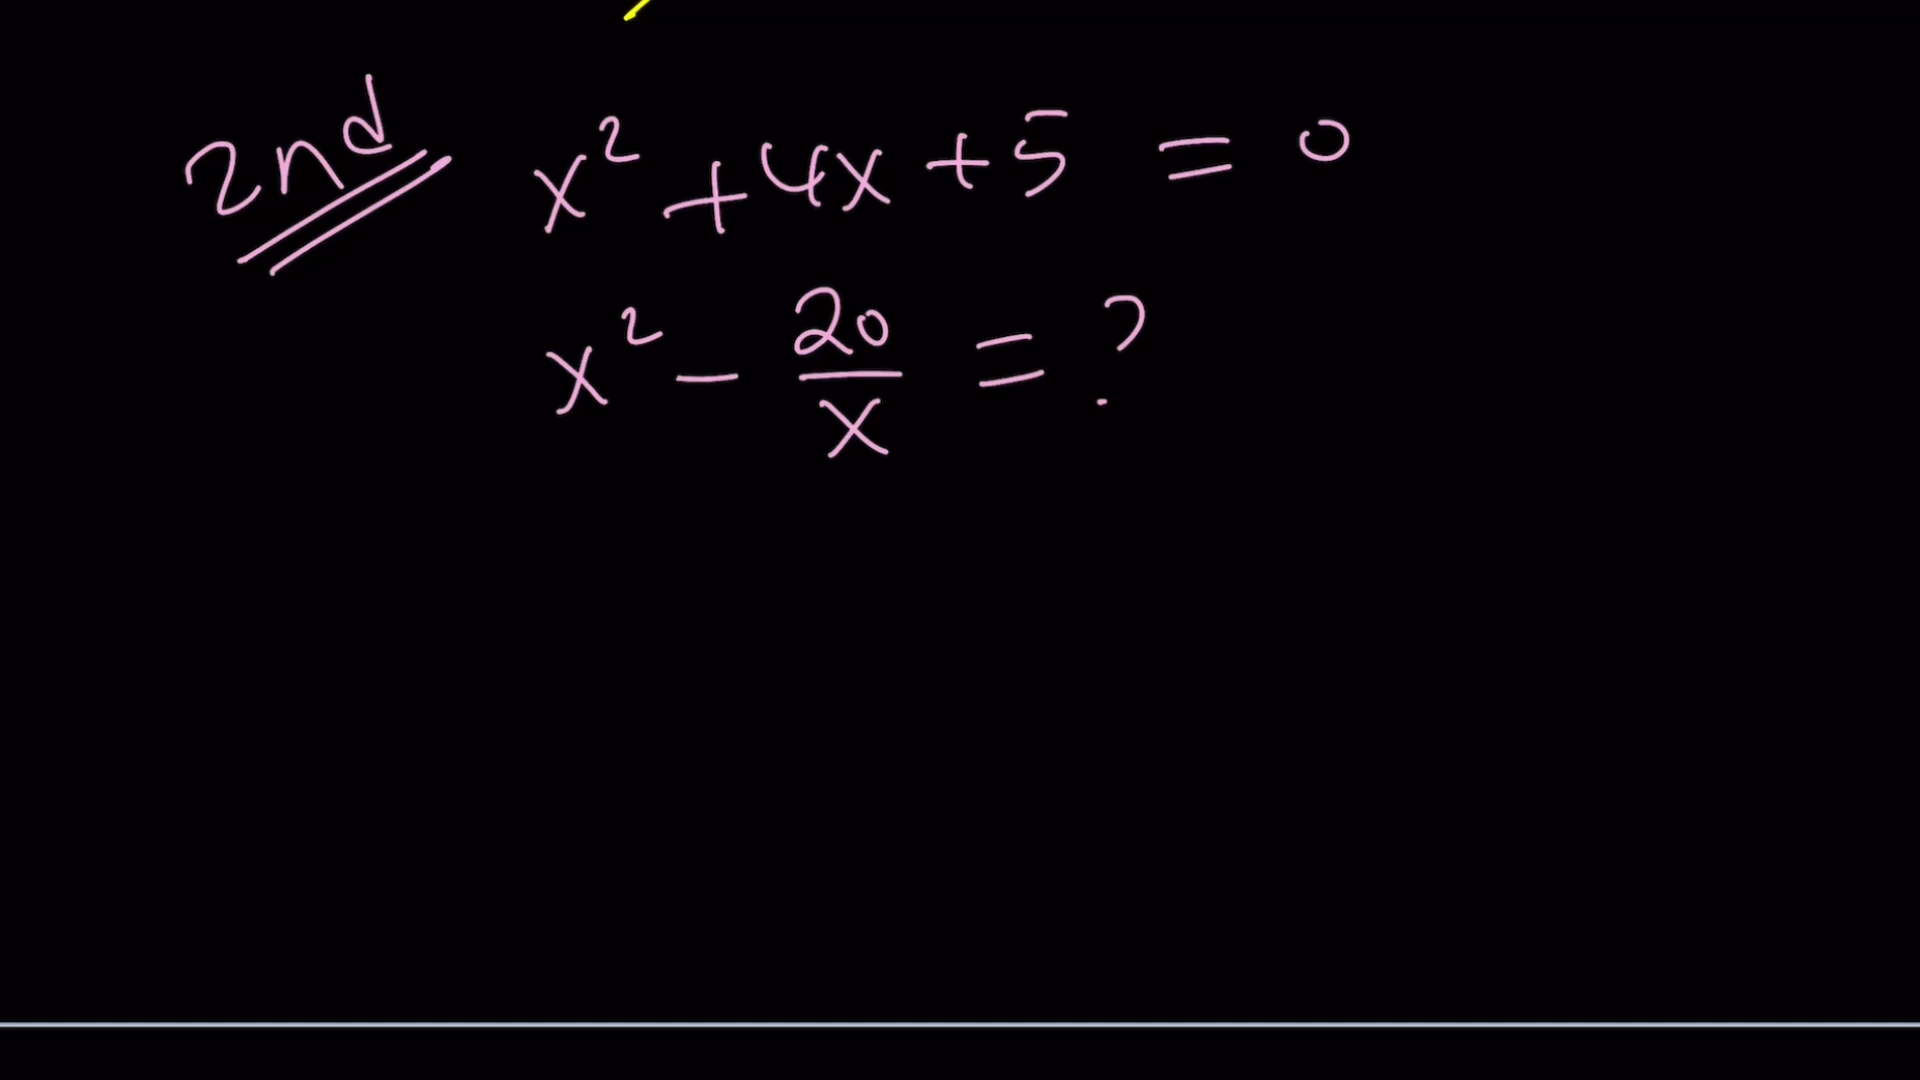 2nd x² + 4x + 5 = 0
x² - 20/x = ?